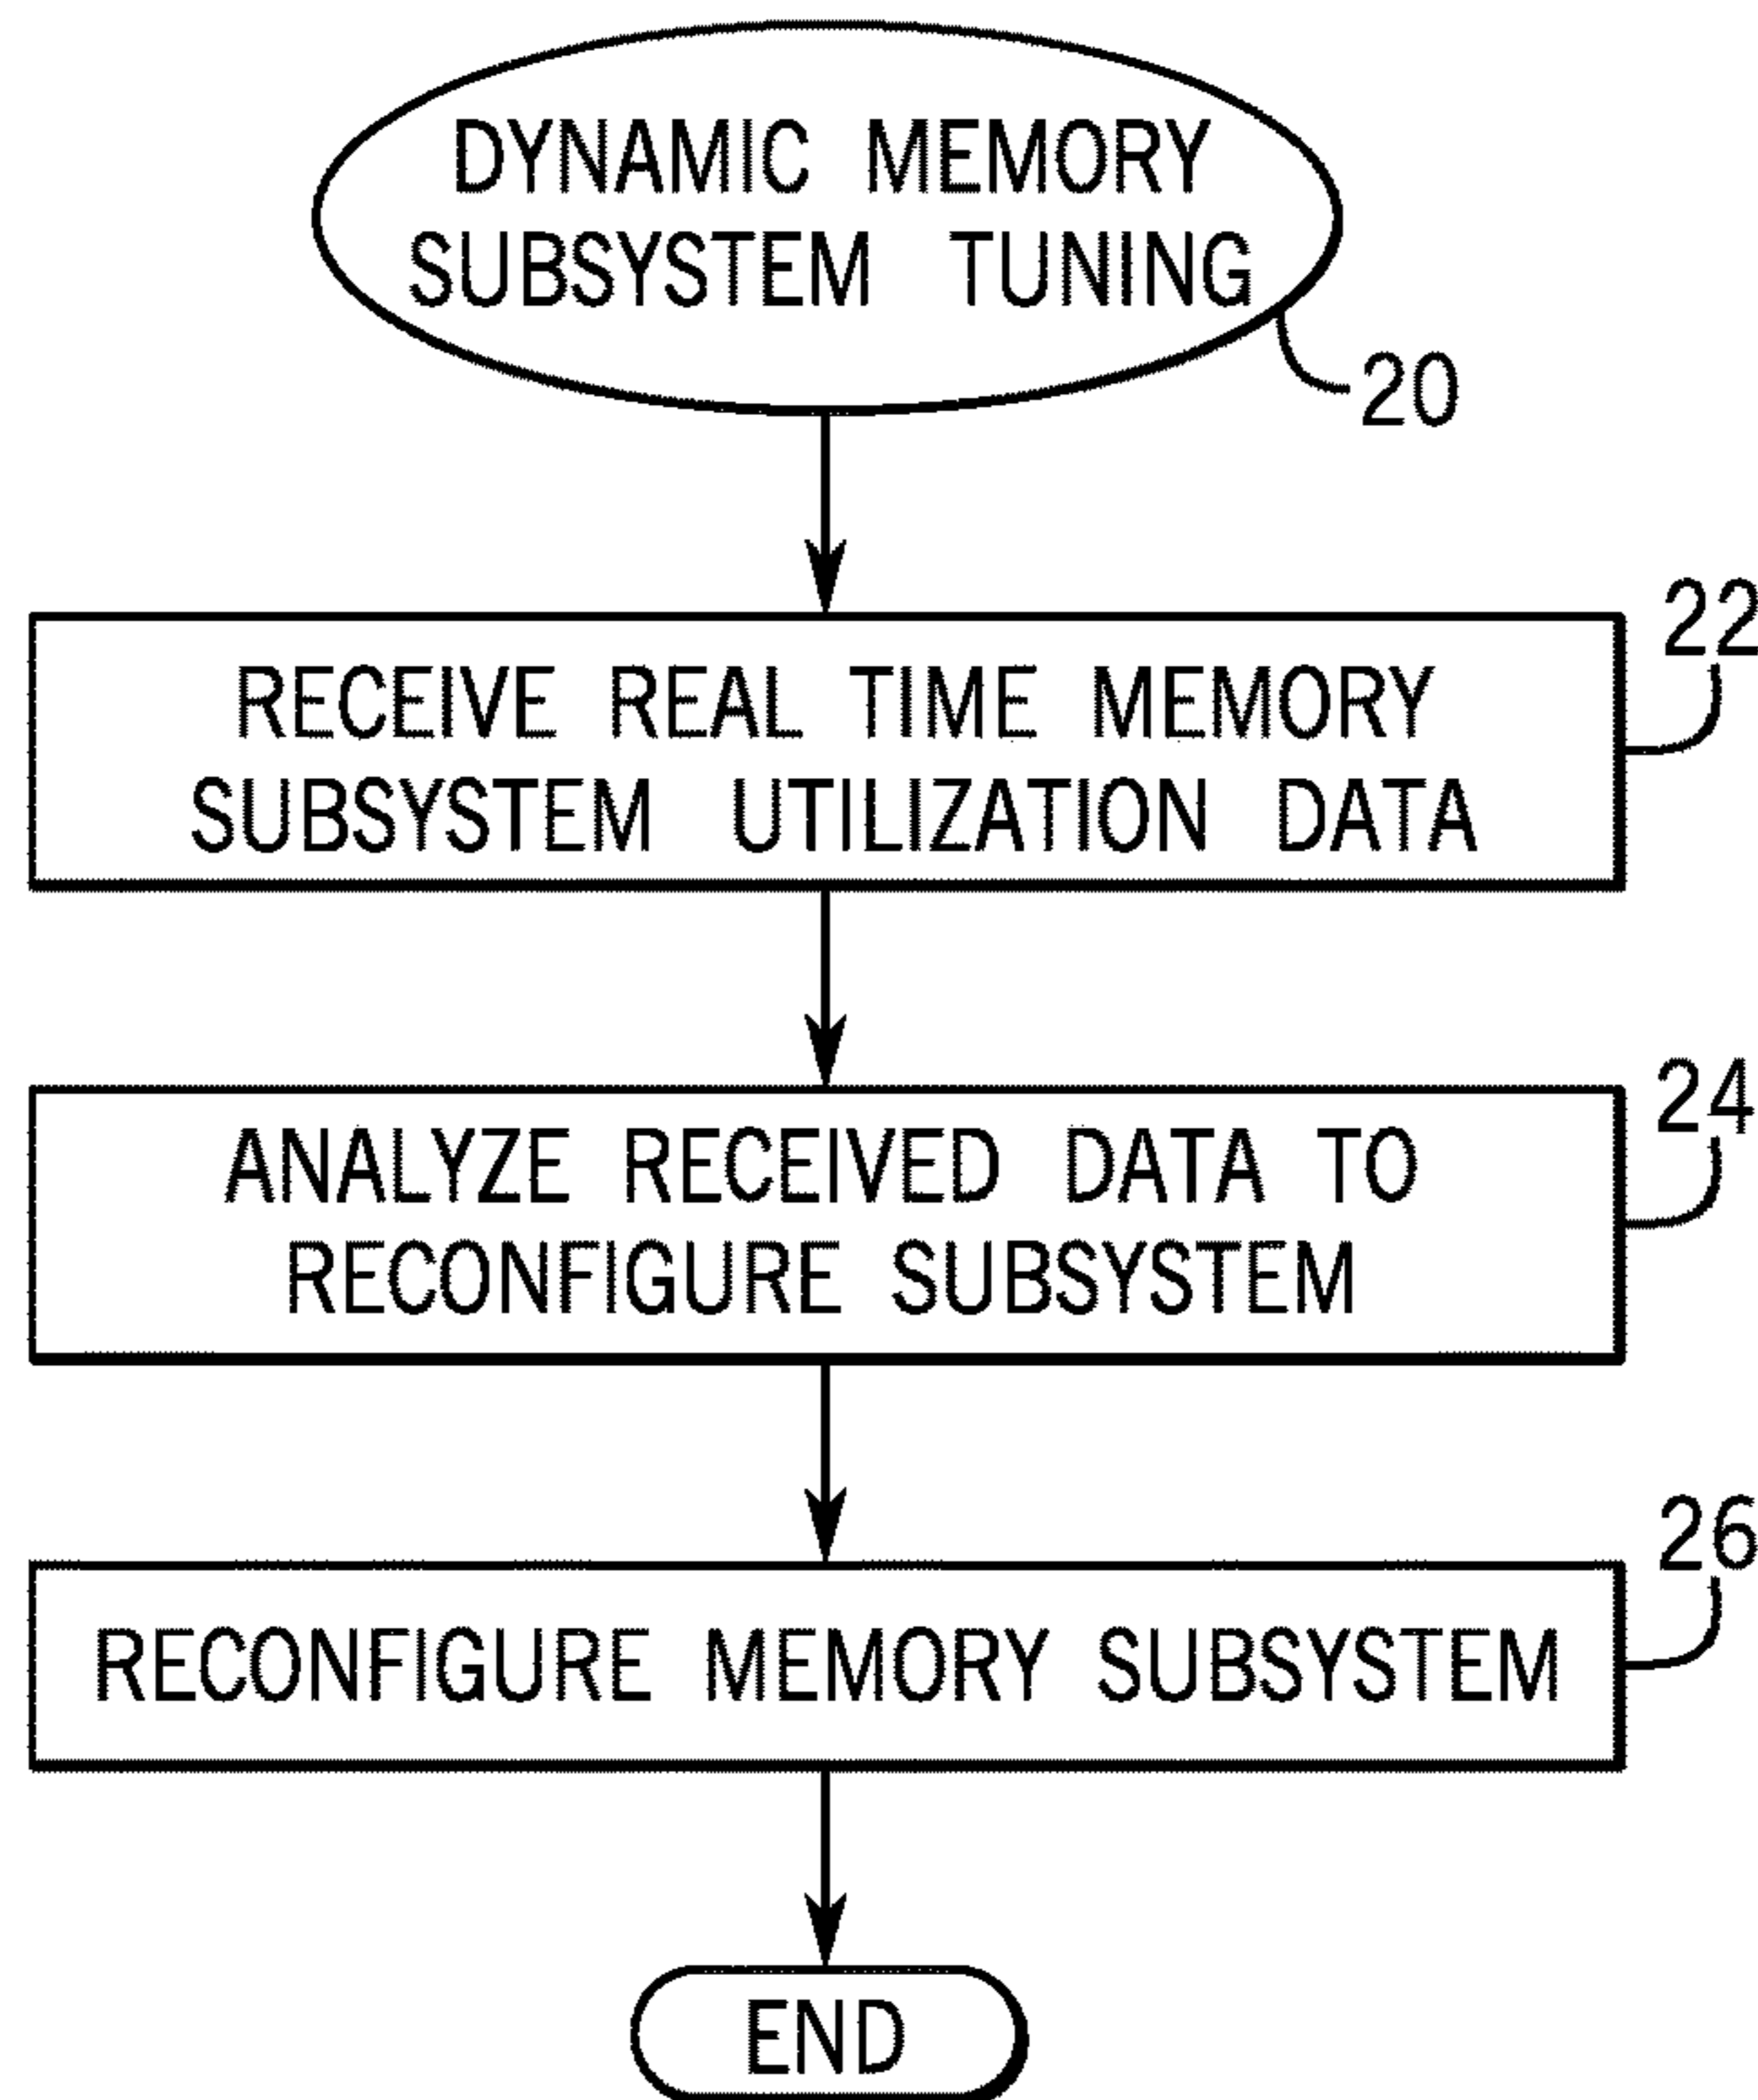 DYNAMIC MEMORY
SUBSYSTEM TUNING
20
22
RECEIVE REAL TIME MEMORY
SUBSYSTEM UTILIZATION DATA
24
ANALYZE RECEIVED DATA TO
RECONFIGURE SUBSYSTEM
26
RECONFIGURE MEMORY SUBSYSTEM
END